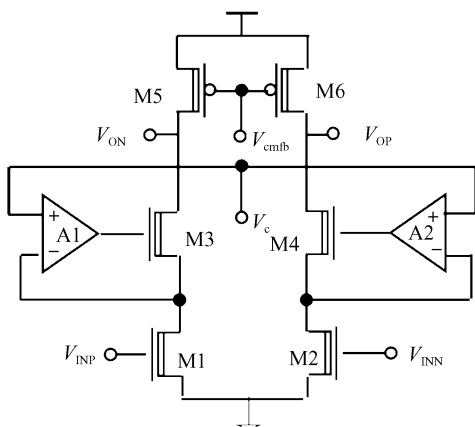 M5
M6
V_ON
V_cmfb
V_OP
+
A1
−
M3
V_c
M4
+
A2
−
V_INP
M1
M2
V_INN